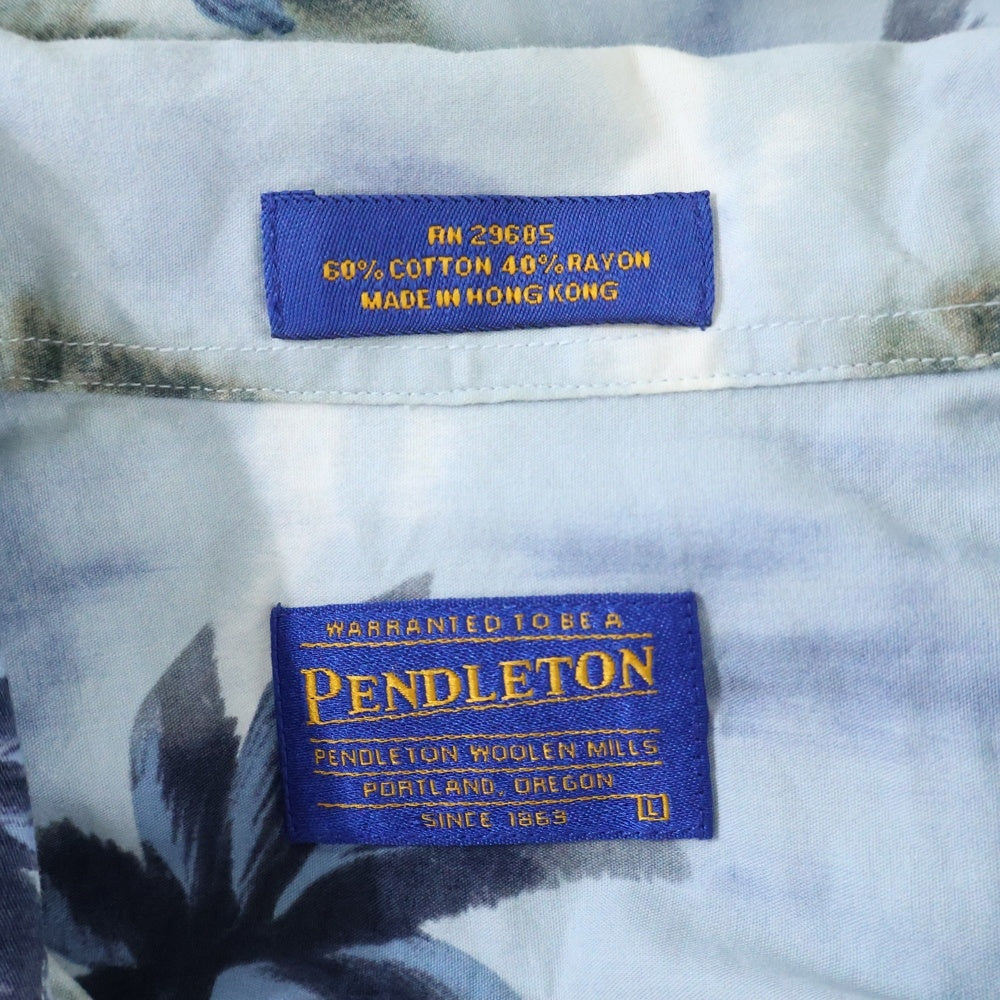 RN 29685
60% COTTON 40% RAYON
MADE IN HONG KONG
WARRANTED TO BE A
PENDLETON
PENDLETON WOOLEN MILLS
PORTLAND, OREGON
SINCE 1863
L